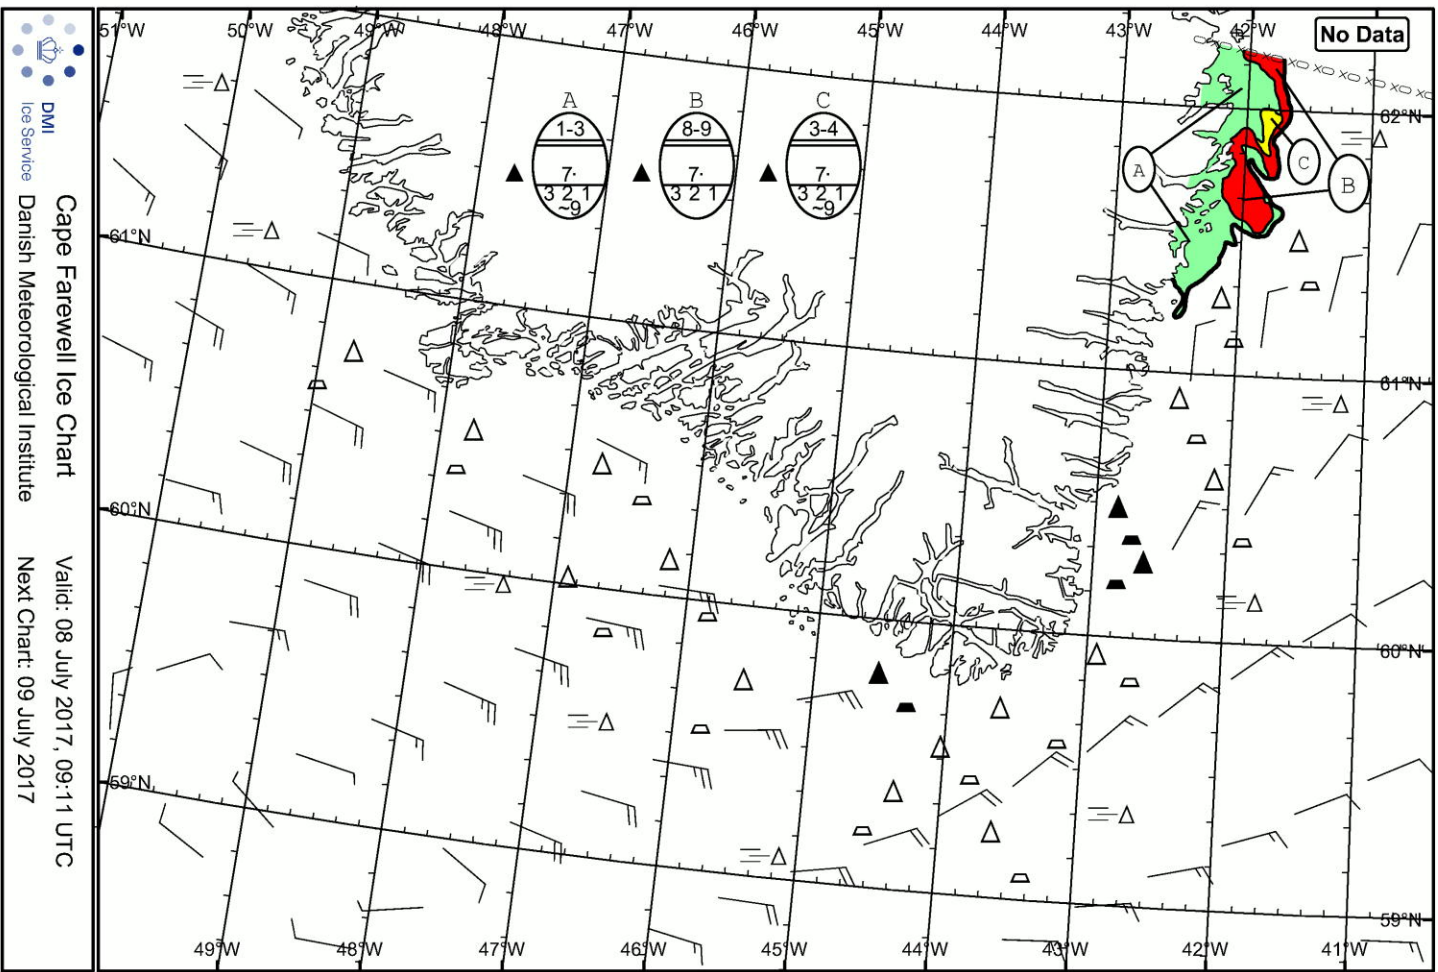 51°W 50°W 49°W 48°W 47°W 46°W 45°W 44°W 43°W 42°W
No Data
DMI
Ice Service
Cape Farewell Ice Chart
Danish Meteorological Institute
Valid: 08 July 2017, 09:11 UTC
Next Chart: 09 July 2017
A B C
1-3 8-9 3-4
7· 7· 7·
3 2 1 3 2 1 3 2 1
~9 ~9
62°N
A
C
B
61°N 61°N
60°N 60°N
59°N 59°N
49°W 48°W 47°W 46°W 45°W 44°W 43°W 42°W 41°W